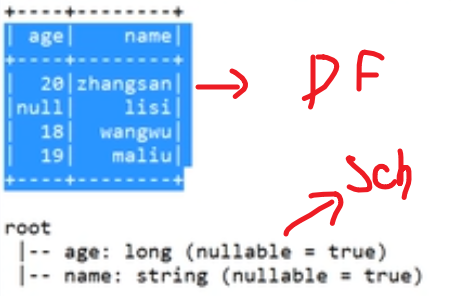 +----+--------+
| age|    name|
+----+--------+
|  20|zhangsan|
|null|    lisi|
|  18|  wangwu|
|  19|   maliu|
+----+--------+
DF
Sch
root
 |-- age: long (nullable = true)
 |-- name: string (nullable = true)